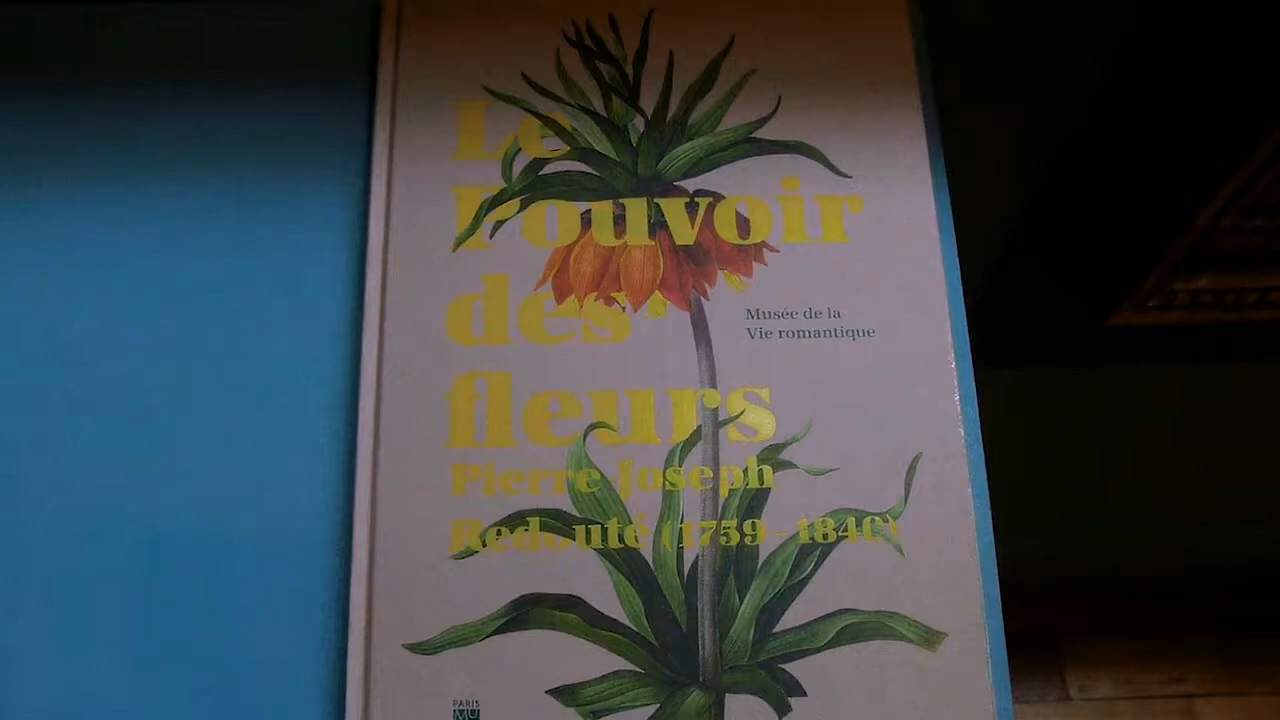 Le
Pouvoir
des
fleurs
Musée de la
Vie romantique
Pierre Joseph
Redouté (1759 - 1840)
PARIS
MU